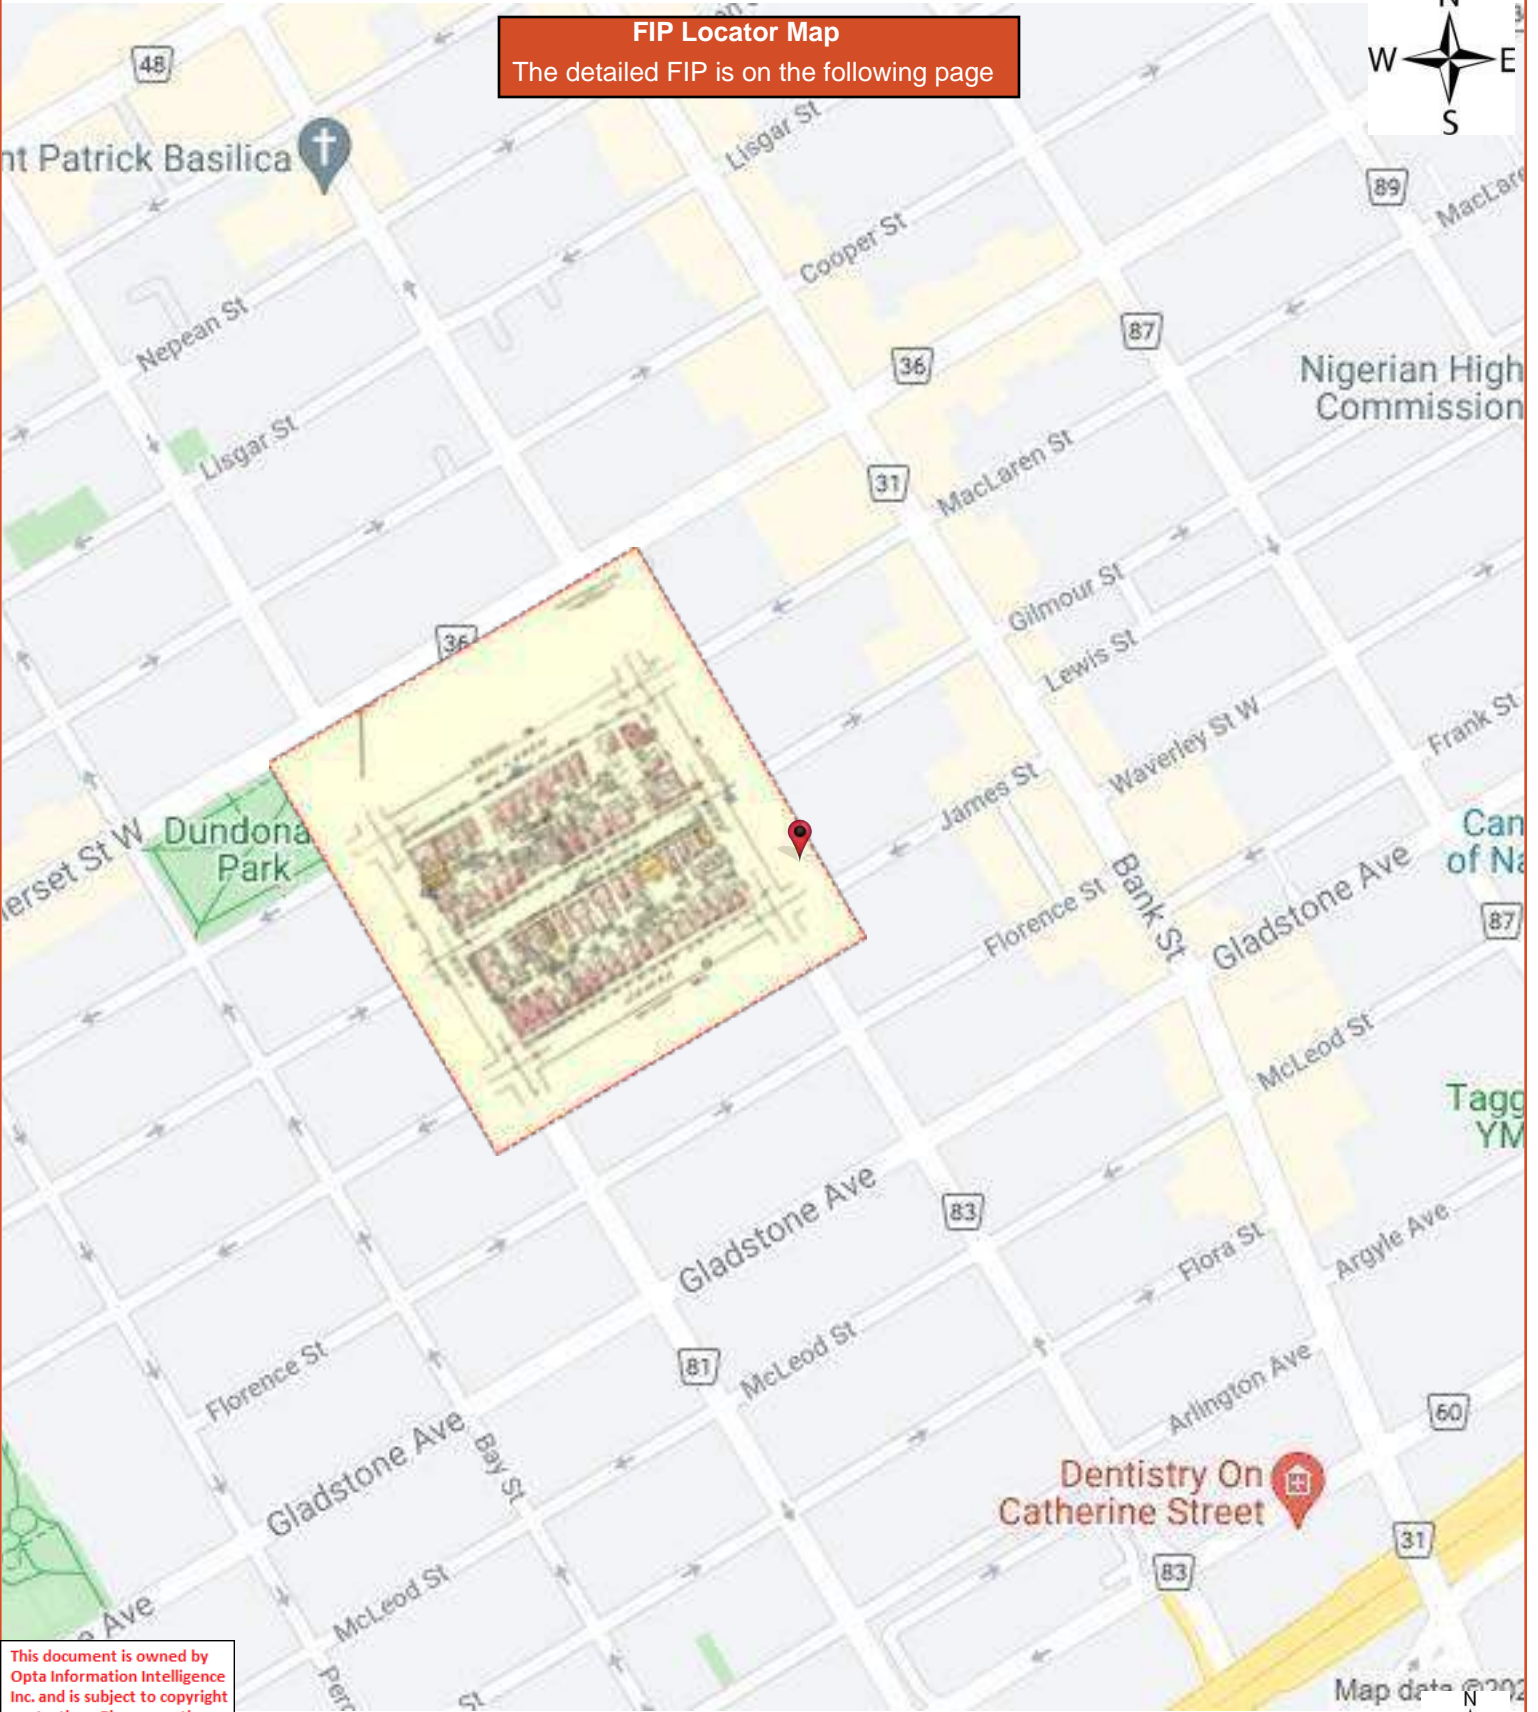 FIP Locator Map
The detailed FIP is on the following page
N
W E
S
48
nt Patrick Basilica
Lisgar St
89
Cooper St
Nepean St
87
36
Nigerian High
Commission
Lisgar St
MacLaren St
31
Gilmour St
36
Lewis St
Waverley St W
Frank St
James St
Dundona
Park
erset St W
Can
of Na
Bank St
Gladstone Ave
Florence St
87
McLeod St
Tagg
YM
Gladstone Ave
83
Argyle Ave
Flora St
McLeod St
81
Florence St
Arlington Ave
60
Bay St
Gladstone Ave
Dentistry On
Catherine Street
31
83
McLeod St
e Ave
Perc
St
This document is owned by
Opta Information Intelligence
Inc. and is subject to copyright
Map data ©202
N